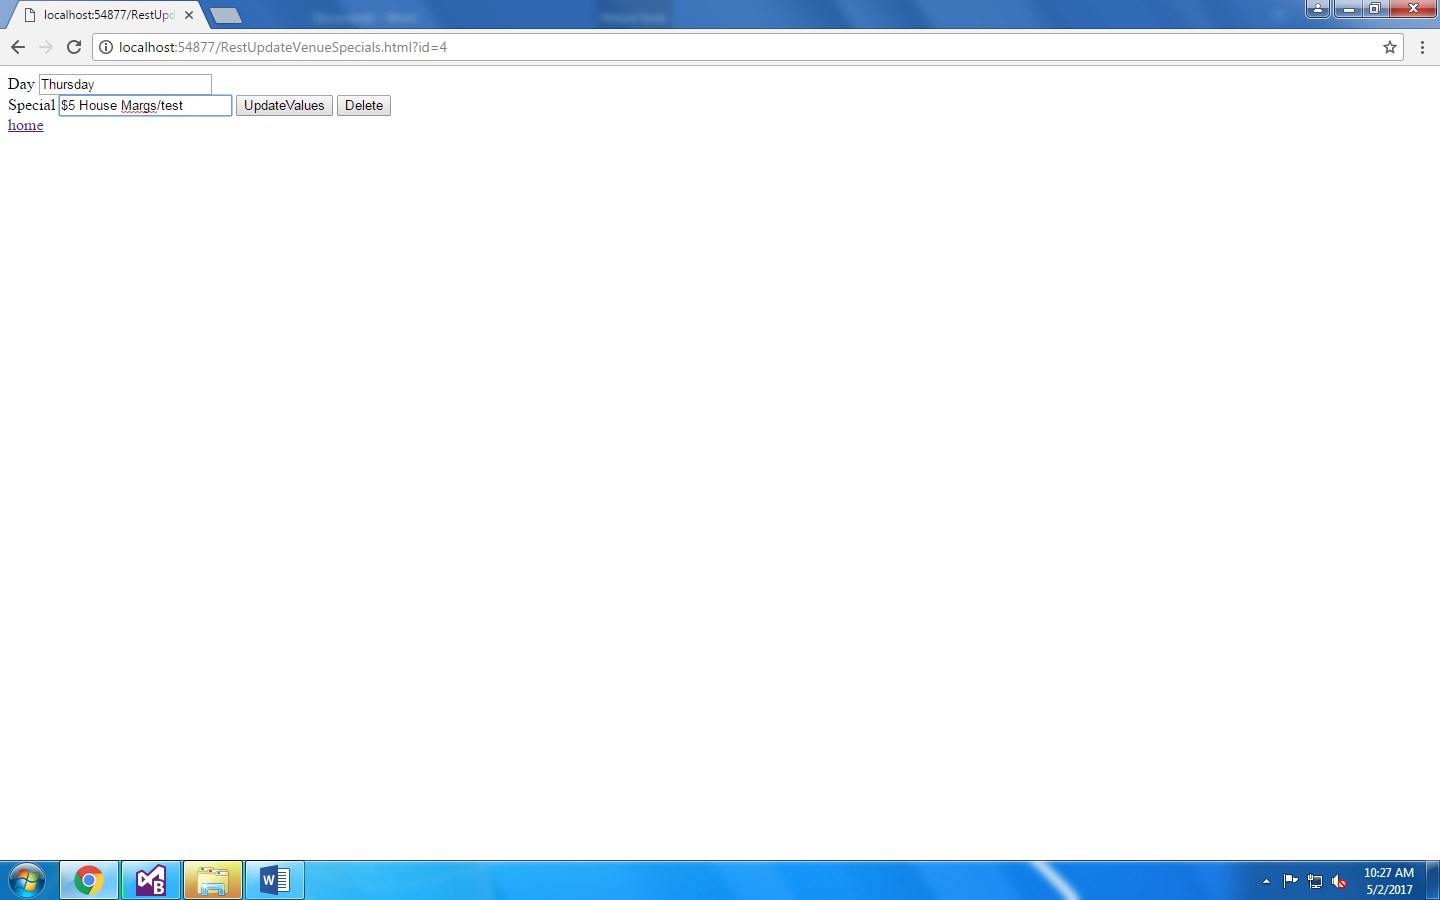 localhost:54877/RestUpd
localhost:54877/RestUpdateVenueSpecials.html?id=4
Day Thursday
Special $5 House Margs/test UpdateValues Delete
home
10:27 AM
5/2/2017